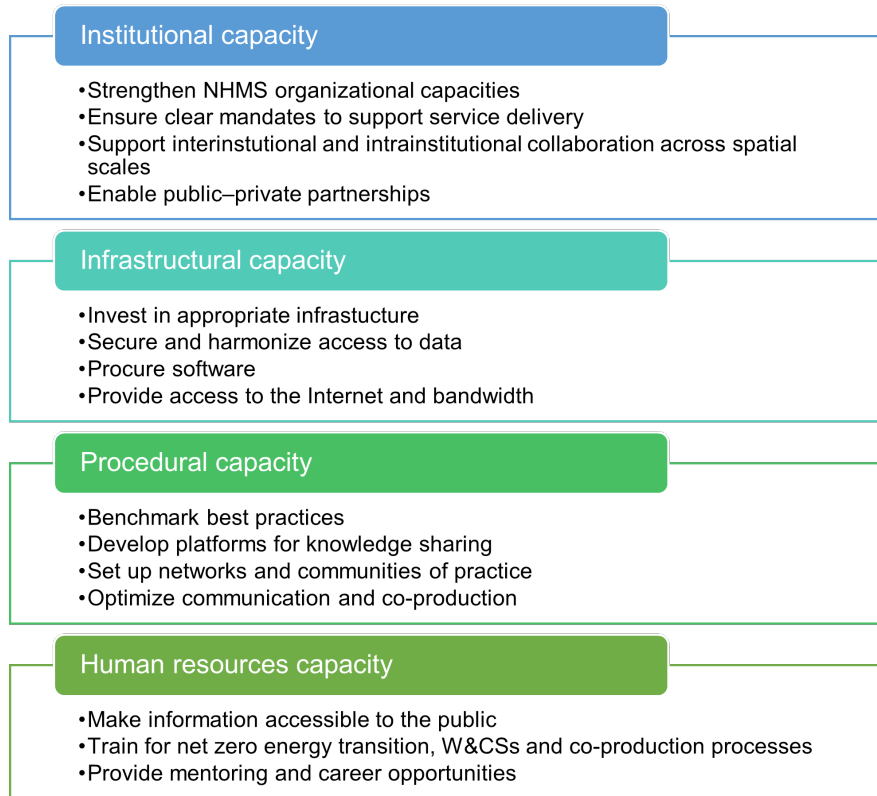 Institutional capacity
•Strengthen NHMS organizational capacities
•Ensure clear mandates to support service delivery
•Support interinstutional and intrainstitutional collaboration across spatial
scales
•Enable public–private partnerships
Infrastructural capacity
•Invest in appropriate infrastucture
•Secure and harmonize access to data
•Procure software
•Provide access to the Internet and bandwidth
Procedural capacity
•Benchmark best practices
•Develop platforms for knowledge sharing
•Set up networks and communities of practice
•Optimize communication and co-production
Human resources capacity
•Make information accessible to the public
•Train for net zero energy transition, W&CSs and co-production processes
•Provide mentoring and career opportunities